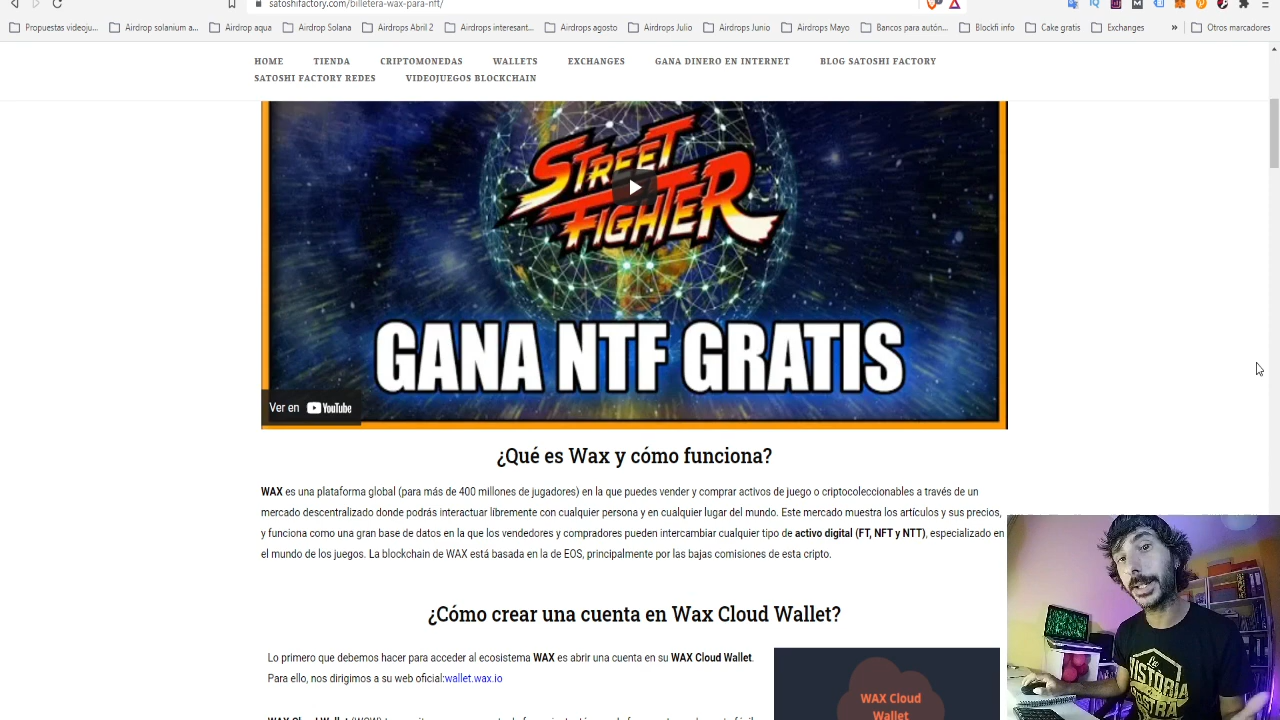 satoshifactory.com/billetera-wax-para-nft/
Propuestas videoju...
Airdrop solanium a...
Airdrop aqua
Airdrop Solana
Airdrops Abril 2
Airdrops interesant...
Airdrops agosto
Airdrops Julio
Airdrops Junio
Airdrops Mayo
Bancos para autón...
Blockfi info
Cake gratis
Exchanges
»
Otros marcadores
HOME
TIENDA
CRIPTOMONEDAS
WALLETS
EXCHANGES
GANA DINERO EN INTERNET
BLOG SATOSHI FACTORY
SATOSHI FACTORY REDES
VIDEOJUEGOS BLOCKCHAIN
STREET
FIGHTER
GANA NTF GRATIS
Ver en YouTube
¿Qué es Wax y cómo funciona?
WAX es una plataforma global (para más de 400 millones de jugadores) en la que puedes vender y comprar activos de juego o criptocoleccionables a través de un
mercado descentralizado donde podrás interactuar líbremente con cualquier persona y en cualquier lugar del mundo. Este mercado muestra los artículos y sus precios,
y funciona como una gran base de datos en la que los vendedores y compradores pueden intercambiar cualquier tipo de activo digital (FT, NFT y NTT), especializado en
el mundo de los juegos. La blockchain de WAX está basada en la de EOS, principalmente por las bajas comisiones de esta cripto.
¿Cómo crear una cuenta en Wax Cloud Wallet?
Lo primero que debemos hacer para acceder al ecosistema WAX es abrir una cuenta en su WAX Cloud Wallet.
Para ello, nos dirigimos a su web oficial:wallet.wax.io
WAX Cloud
Wallet
HISTORIA